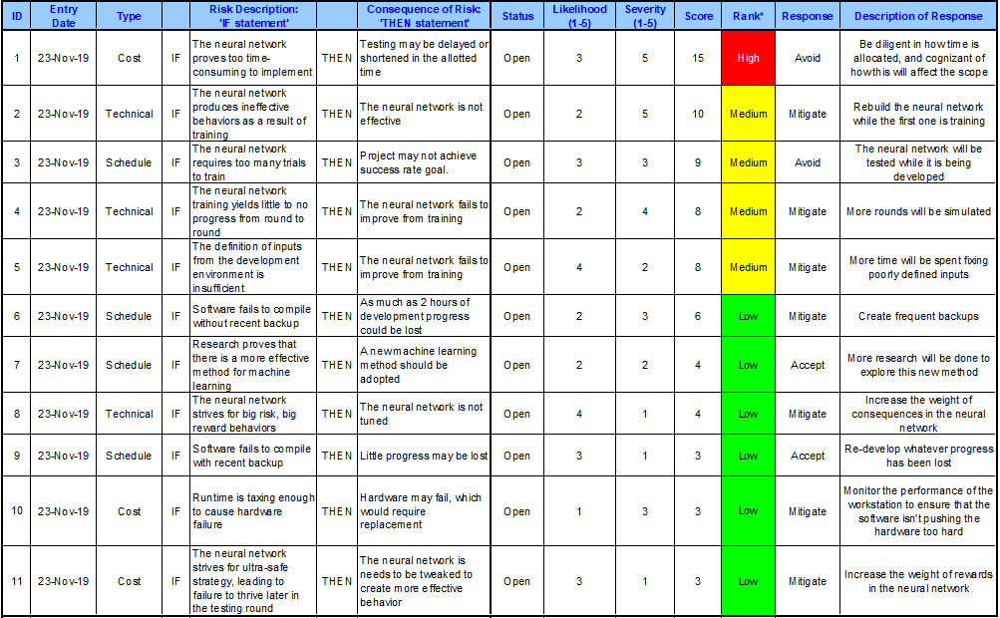 ID Entry Date Type Risk Description: 'IF statement' Consequence of Risk: 'THEN statement' Status Likelihood (1-5) Severity (1-5) Score Rank* Response Description of Response
1 23-Nov-19 Cost IF The neural network proves too time-consuming to implement THEN Testing may be delayed or shortened in the allotted time Open 3 5 15 High Avoid Be diligent in how time is allocated, and cognizant of how this will affect the scope
2 23-Nov-19 Technical IF The neural network produces ineffective behaviors as a result of training THEN The neural network is not effective Open 2 5 10 Medium Mitigate Rebuild the neural network while the first one is training
3 23-Nov-19 Schedule IF The neural network requires too many trials to train THEN Project may not achieve success rate goal. Open 3 3 9 Medium Avoid The neural network will be tested while it is being developed
4 23-Nov-19 Technical IF The neural network training yields little to no progress from round to round THEN The neural network fails to improve from training Open 2 4 8 Medium Mitigate More rounds will be simulated
5 23-Nov-19 Technical IF The definition of inputs from the development environment is insufficient THEN The neural network fails to improve from training Open 4 2 8 Medium Mitigate More time will be spent fixing poorly defined inputs
6 23-Nov-19 Schedule IF Software fails to compile without recent backup THEN As much as 2 hours of development progress could be lost Open 2 3 6 Low Mitigate Create frequent backups
7 23-Nov-19 Schedule IF Research proves that there is a more effective method for machine learning THEN A new machine learning method should be adopted Open 2 2 4 Low Accept More research will be done to explore this new method
8 23-Nov-19 Technical IF The neural network strives for big risk, big reward behaviors THEN The neural network is not tuned Open 4 1 4 Low Mitigate Increase the weight of consequences in the neural network
9 23-Nov-19 Schedule IF Software fails to compile with recent backup THEN Little progress may be lost Open 3 1 3 Low Accept Re-develop whatever progress has been lost
10 23-Nov-19 Cost IF Runtime is taxing enough to cause hardware failure THEN Hardware may fail, which would require replacement Open 1 3 3 Low Mitigate Monitor the performance of the workstation to ensure that the software isn't pushing the hardware too hard
11 23-Nov-19 Cost IF The neural network strives for ultra-safe strategy, leading to failure to thrive later in the testing round THEN The neural network is needs to be tweaked to create more effective behavior Open 3 1 3 Low Mitigate Increase the weight of rewards in the neural network